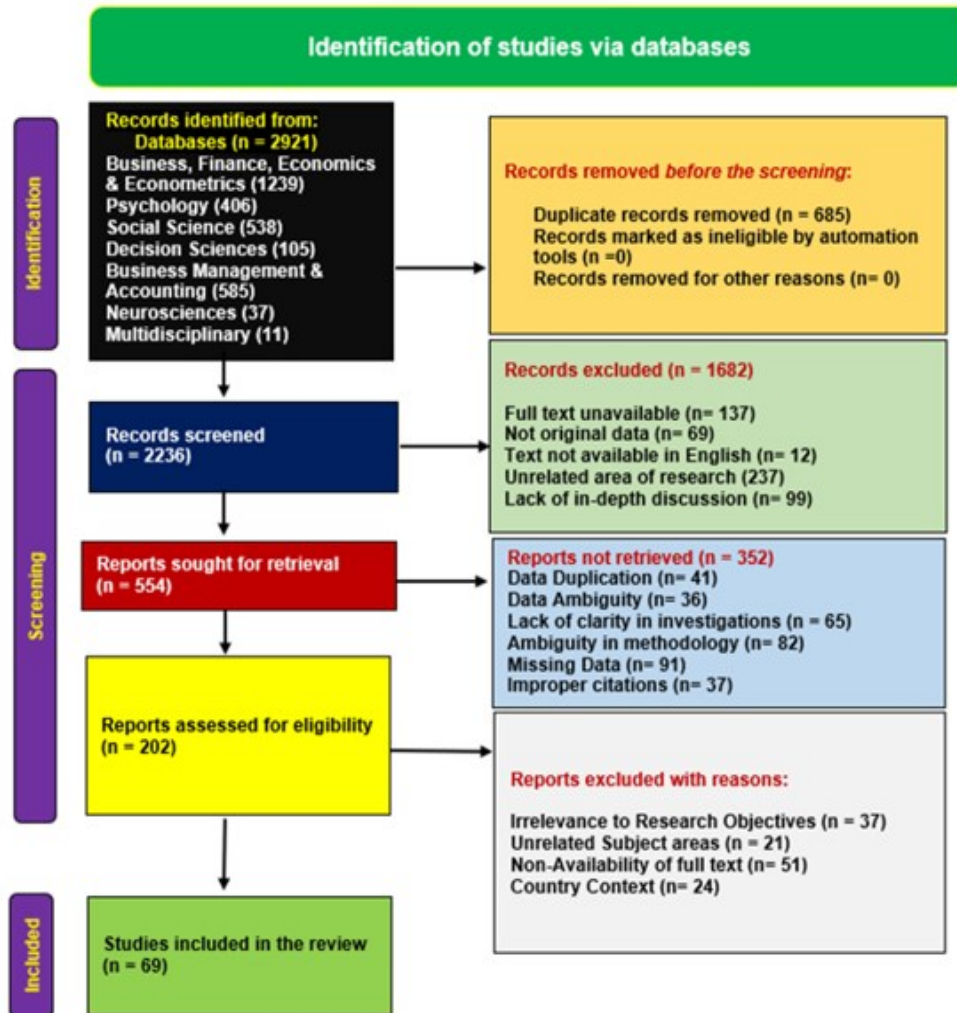 Identification of studies via databases
Identification
Records identified from:
Databases (n = 2921)
Business, Finance, Economics
& Econometrics (1239)
Psychology (406)
Social Science (538)
Decision Sciences (105)
Business Management &
Accounting (585)
Neurosciences (37)
Multidisciplinary (11)
Records removed before the screening:
Duplicate records removed (n = 685)
Records marked as ineligible by automation
tools (n =0)
Records removed for other reasons (n= 0)
Screening
Records screened
(n = 2236)
Records excluded (n = 1682)
Full text unavailable (n= 137)
Not original data (n= 69)
Text not available in English (n= 12)
Unrelated area of research (237)
Lack of in-depth discussion (n= 99)
Reports sought for retrieval
(n = 554)
Reports not retrieved (n = 352)
Data Duplication (n= 41)
Data Ambiguity (n= 36)
Lack of clarity in investigations (n = 65)
Ambiguity in methodology (n= 82)
Missing Data (n= 91)
Improper citations (n= 37)
Reports assessed for eligibility
(n = 202)
Reports excluded with reasons:
Irrelevance to Research Objectives (n = 37)
Unrelated Subject areas (n = 21)
Non-Availability of full text (n= 51)
Country Context (n= 24)
Included
Studies included in the review
(n = 69)